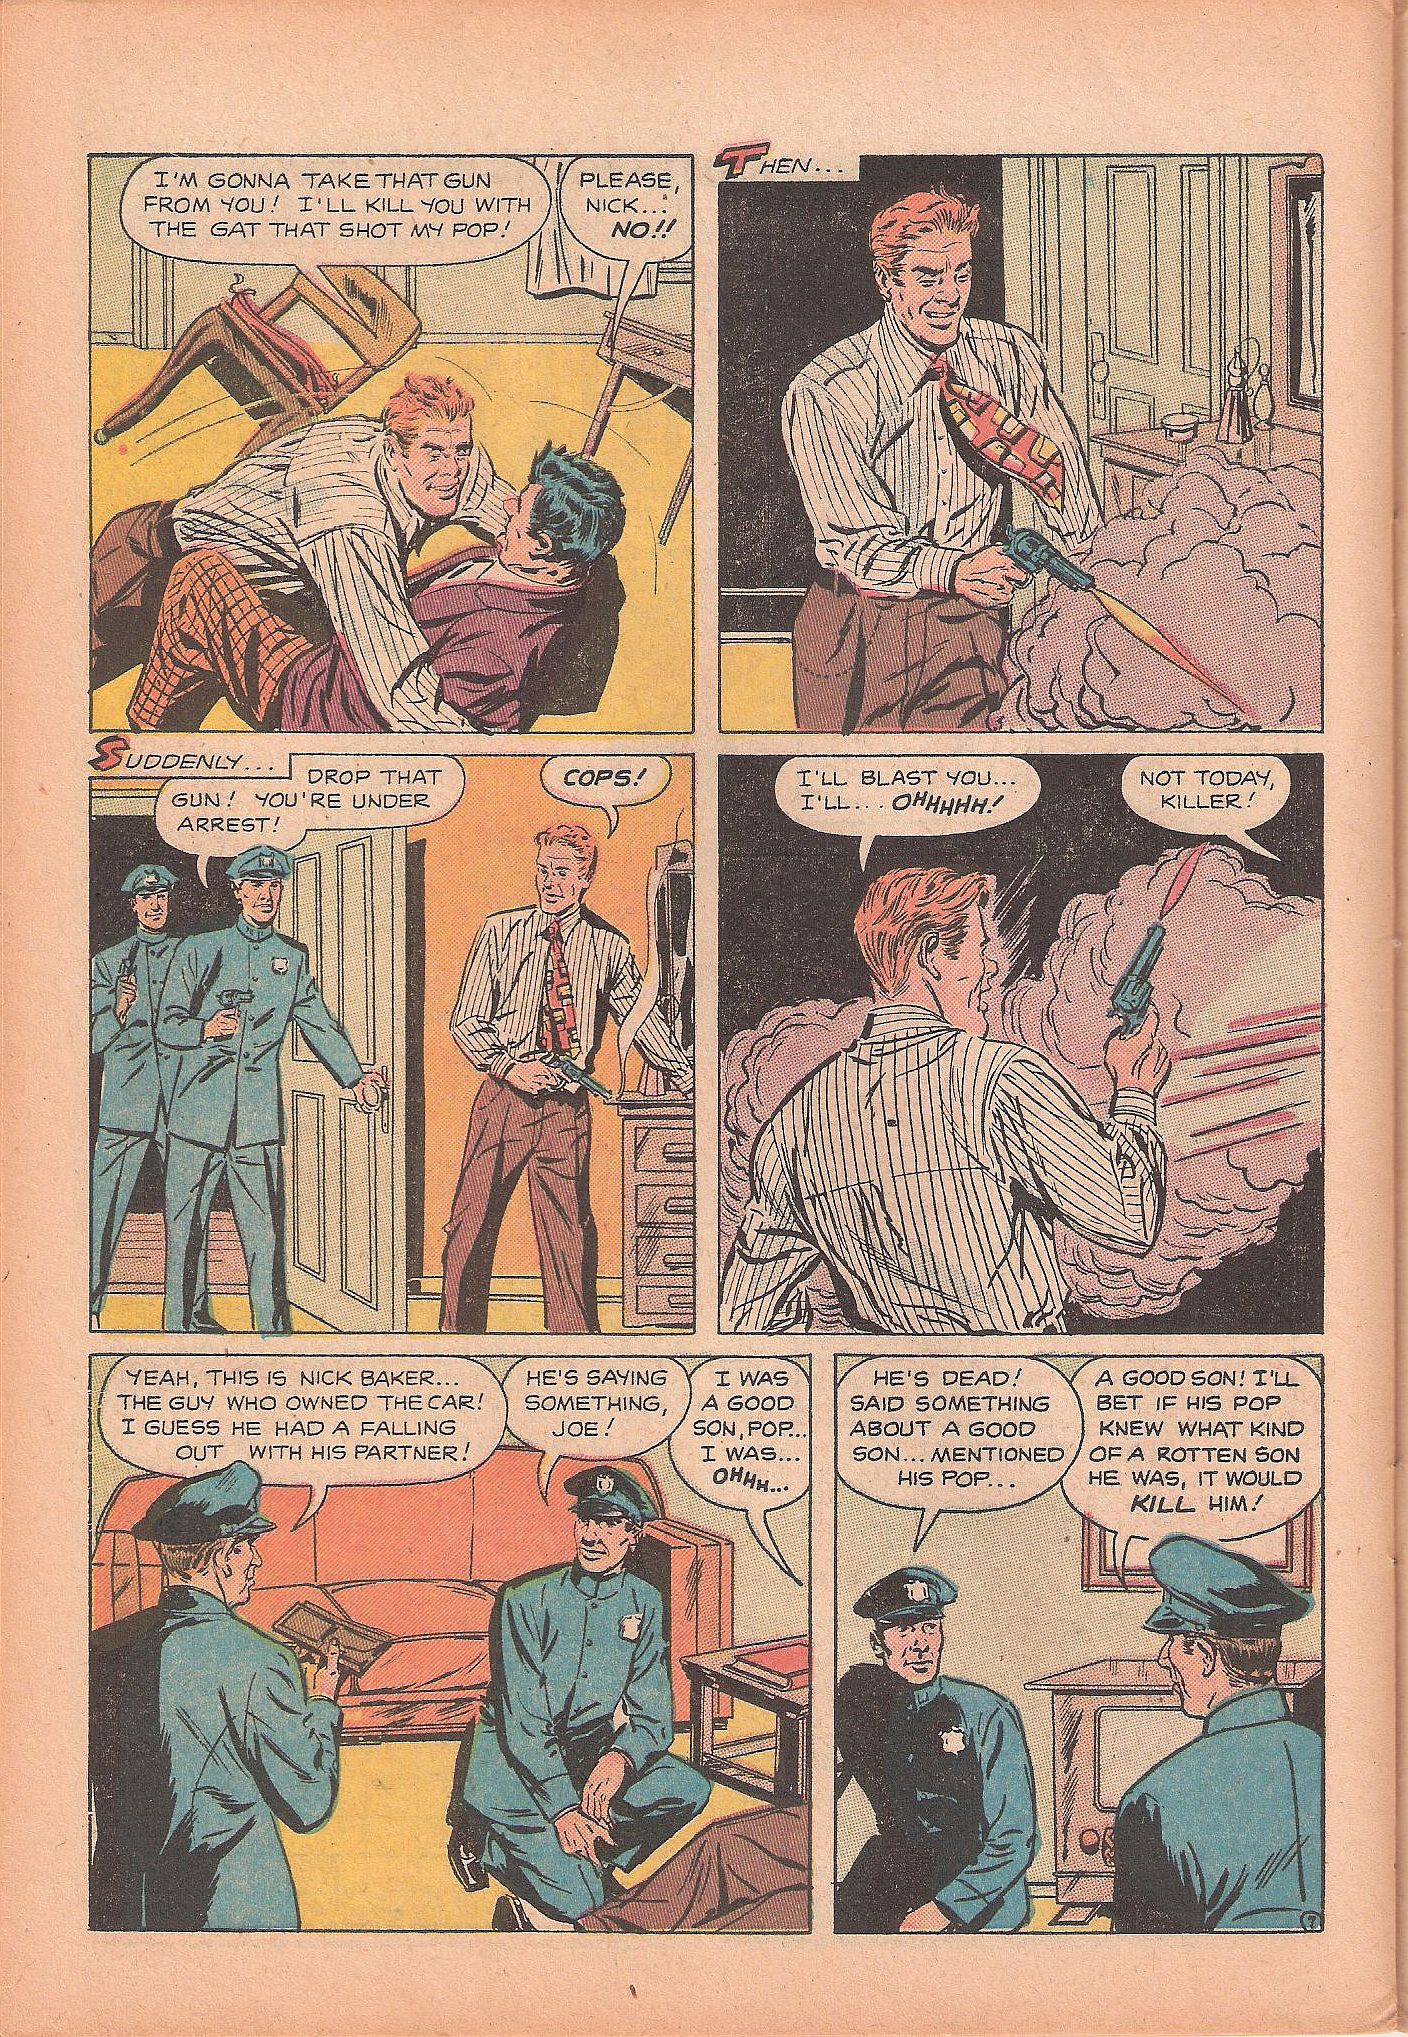 I'M GONNA TAKE THAT GUN
FROM YOU! I'LL KILL YOU WITH
THE GAT THAT SHOT MY POP!
PLEASE,
NICK...
NO!!
THEN...
SUDDENLY...
DROP THAT
GUN! YOU'RE UNDER
ARREST!
COPS!
I'LL BLAST YOU...
I'LL... OHHHHH!
NOT TODAY,
KILLER!
YEAH, THIS IS NICK BAKER...
THE GUY WHO OWNED THE CAR!
I GUESS HE HAD A FALLING
OUT WITH HIS PARTNER!
HE'S SAYING
SOMETHING,
JOE!
I WAS
A GOOD
SON, POP...
I WAS...
OHHH...
HE'S DEAD!
SAID SOMETHING
ABOUT A GOOD
SON... MENTIONED
HIS POP...
A GOOD SON! I'LL
BET IF HIS POP
KNEW WHAT KIND
OF A ROTTEN SON
HE WAS, IT WOULD
KILL HIM!
7